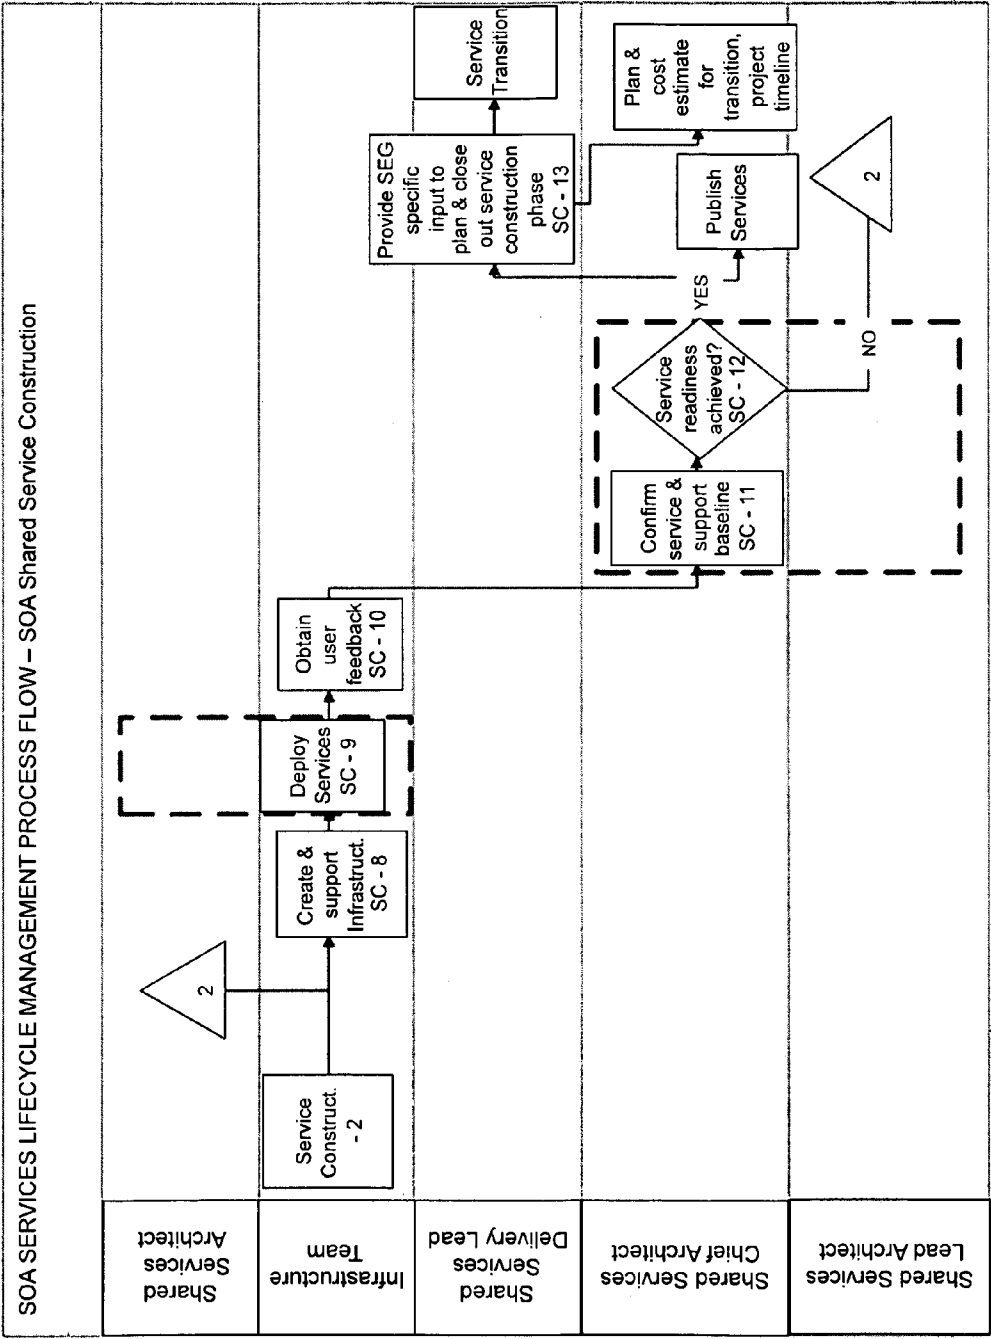 SOA SERVICES LIFECYCLE MANAGEMENT PROCESS FLOW – SOA Shared Service Construction
Shared
Services
Architect
2
Infrastructure
Team
Service
Construct.
- 2
Create &
support
Infrastruct.
SC - 8
Deploy
Services
SC - 9
Obtain
user
feedback
SC - 10
Shared
Services
Delivery Lead
Provide SEG
specific
input to
plan & close
out service
construction
phase
SC - 13
Service
Transition
Shared Services
Chief Architect
Confirm
service &
support
baseline
SC - 11
Service
readiness
achieved?
SC - 12
YES
Publish
Services
Plan &
cost
estimate
for
transition,
project
timeline
Shared Services
Lead Architect
NO
2